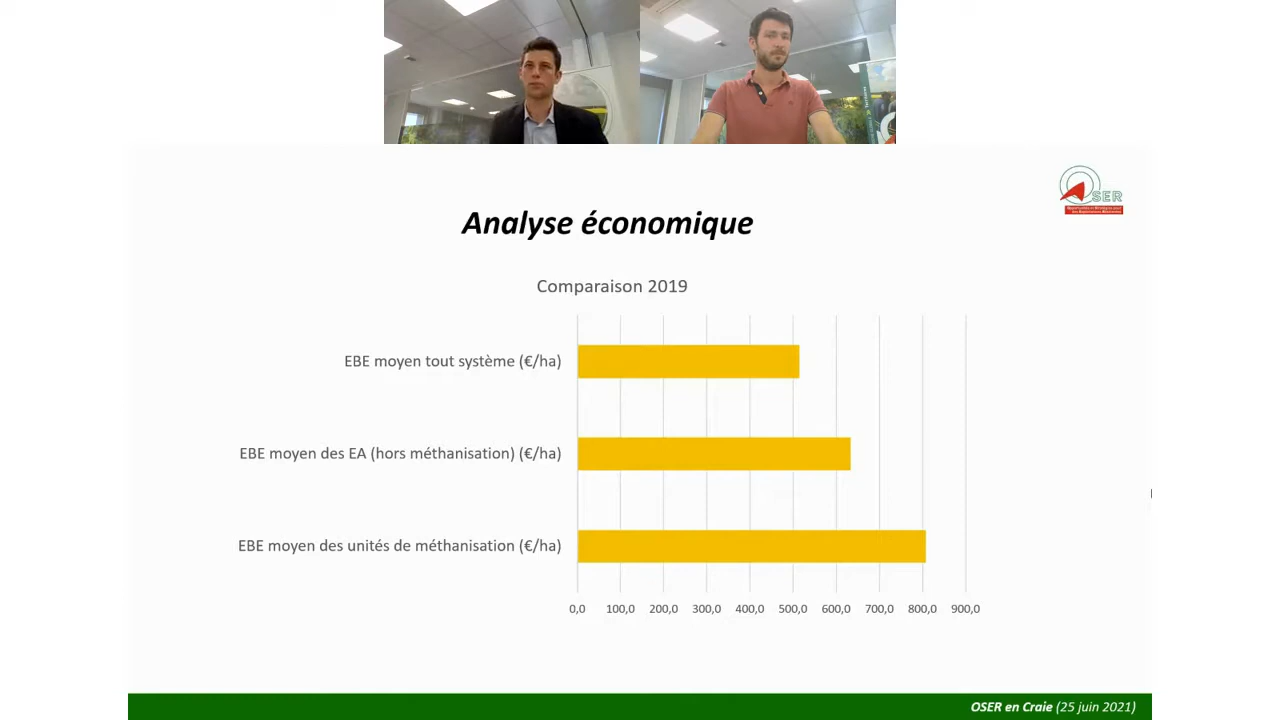 OSER
Analyse économique
Comparaison 2019
EBE moyen tout système (€/ha)
EBE moyen des EA (hors méthanisation) (€/ha)
EBE moyen des unités de méthanisation (€/ha)
0,0 100,0 200,0 300,0 400,0 500,0 600,0 700,0 800,0 900,0
OSER en Craie (25 juin 2021)